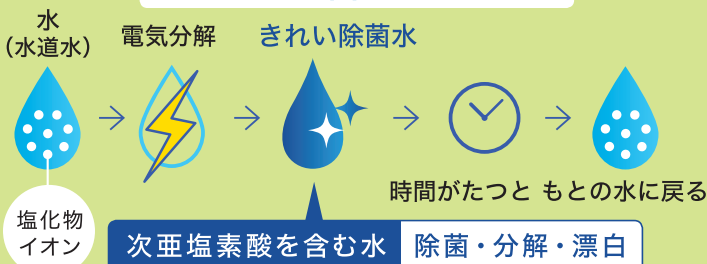 水
（水道水）
電気分解
きれい除菌水
時間がたつと もとの水に戻る
塩化物
イオン
次亜塩素酸を含む水
除菌・分解・漂白